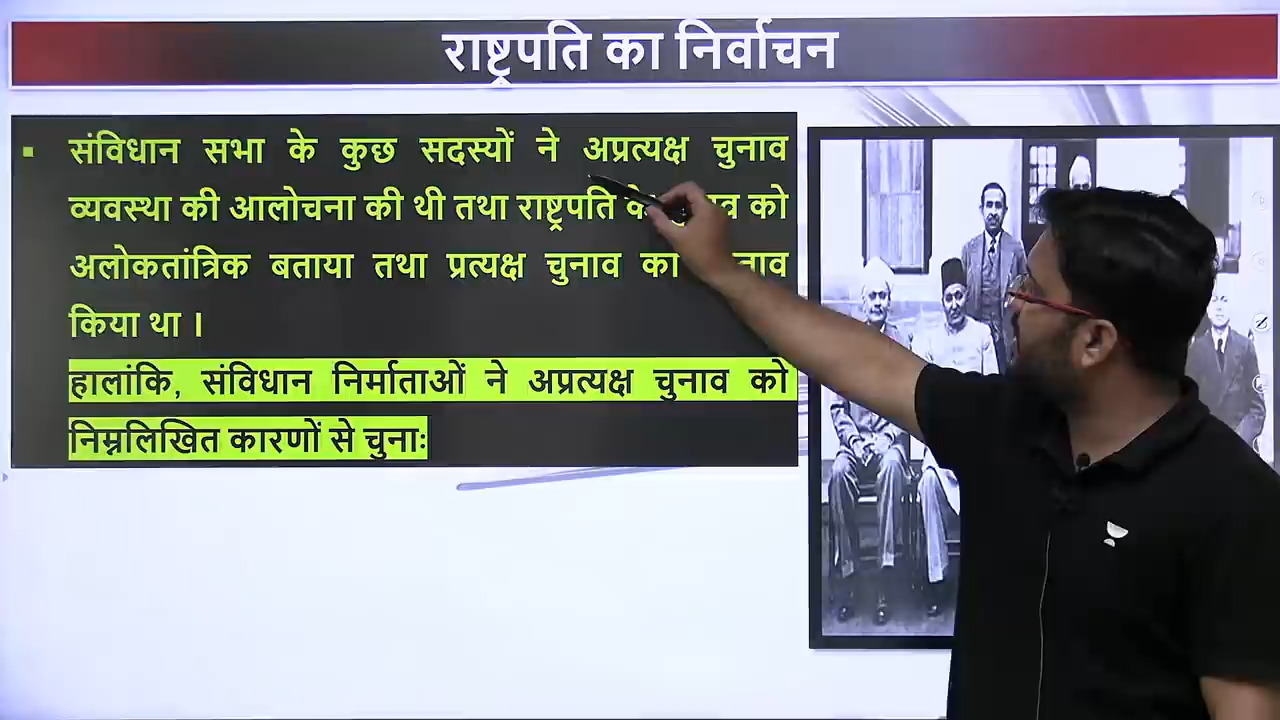 राष्ट्रपति का निर्वाचन
संविधान सभा के कुछ सदस्यों ने अप्रत्यक्ष चुनाव
व्यवस्था की आलोचना की थी तथा राष्ट्रपति को
अलोकतांत्रिक बताया तथा प्रत्यक्ष चुनाव का
किया था ।
हालांकि, संविधान निर्माताओं ने अप्रत्यक्ष चुनाव को
निम्नलिखित कारणों से चुनाः